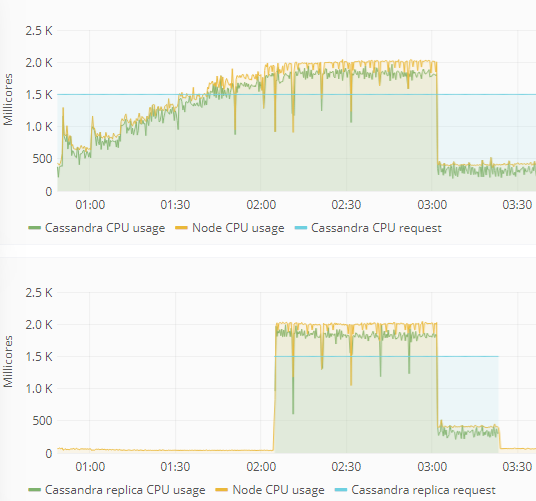 2.5 K
2.0 K
1.5 K
1.0 K
500
0
Millicores
01:00 01:30 02:00 02:30 03:00 03:30
Cassandra CPU usage Node CPU usage Cassandra CPU request
2.5 K
2.0 K
1.5 K
1.0 K
500
0
Millicores
01:00 01:30 02:00 02:30 03:00 03:30
Cassandra replica CPU usage Node CPU usage Cassandra replica request